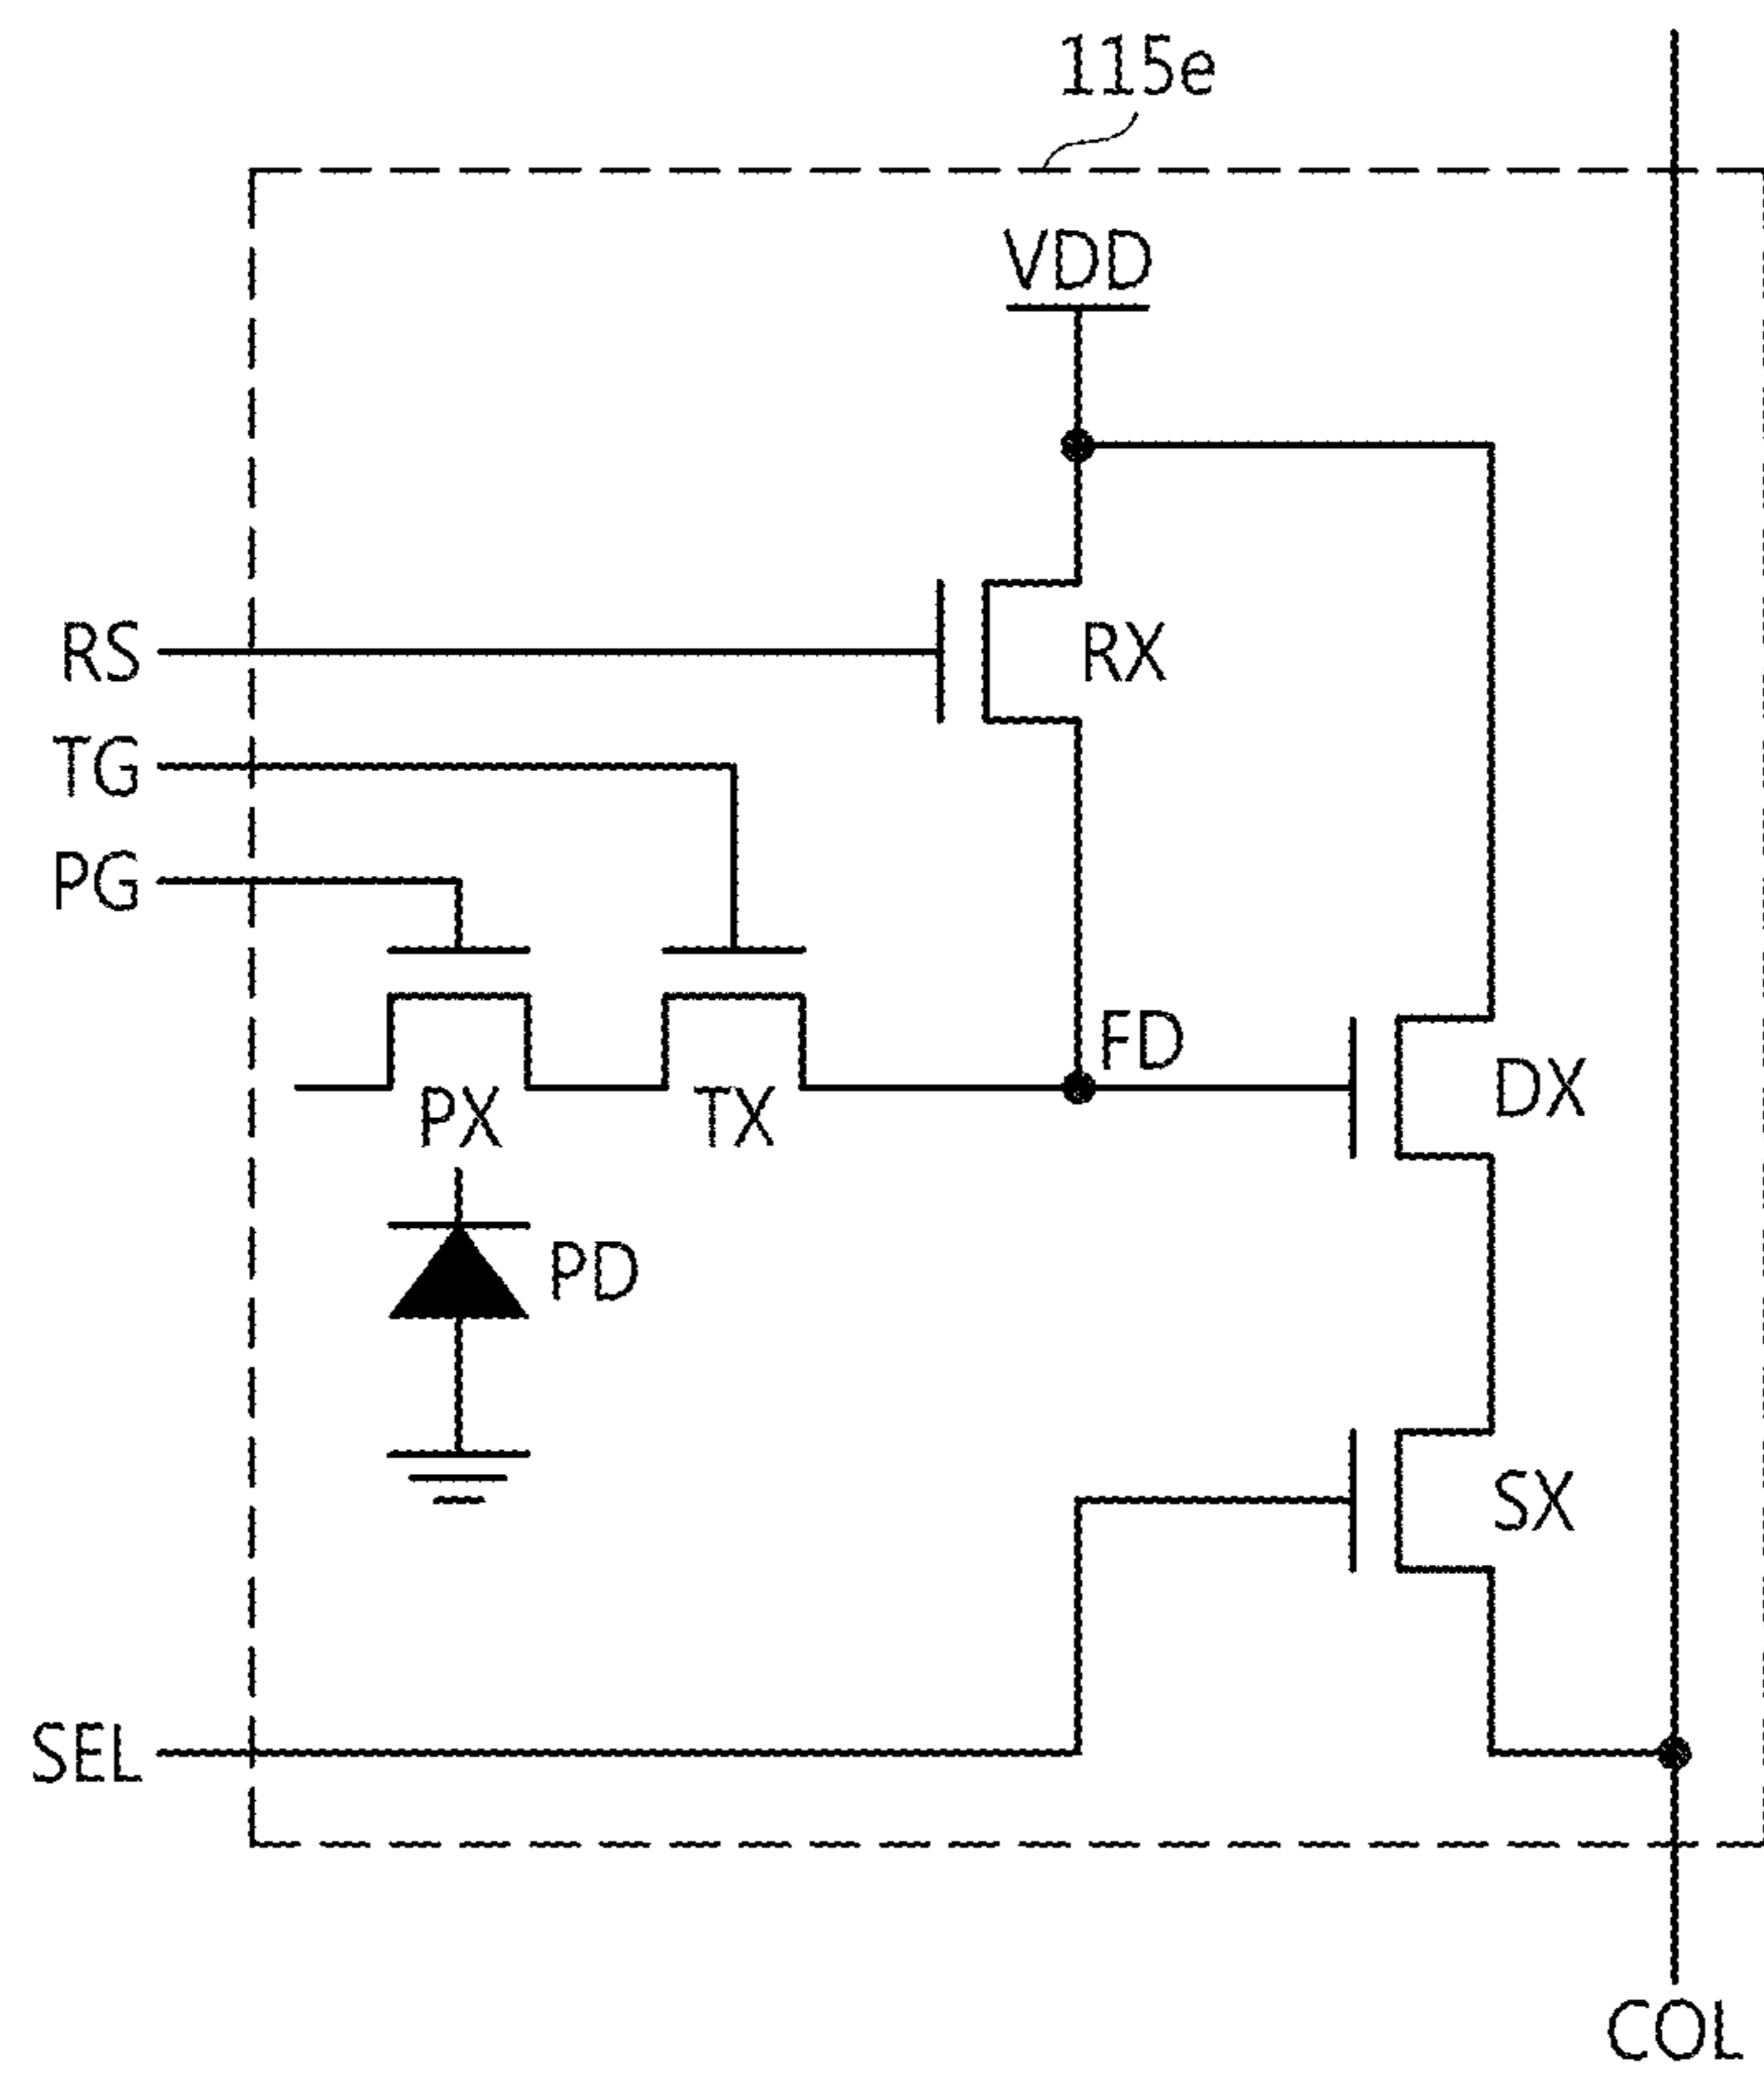 115e
VDD
RS
RX
TG
PG
FD
DX
PX
TX
PD
SX
SEL
COL